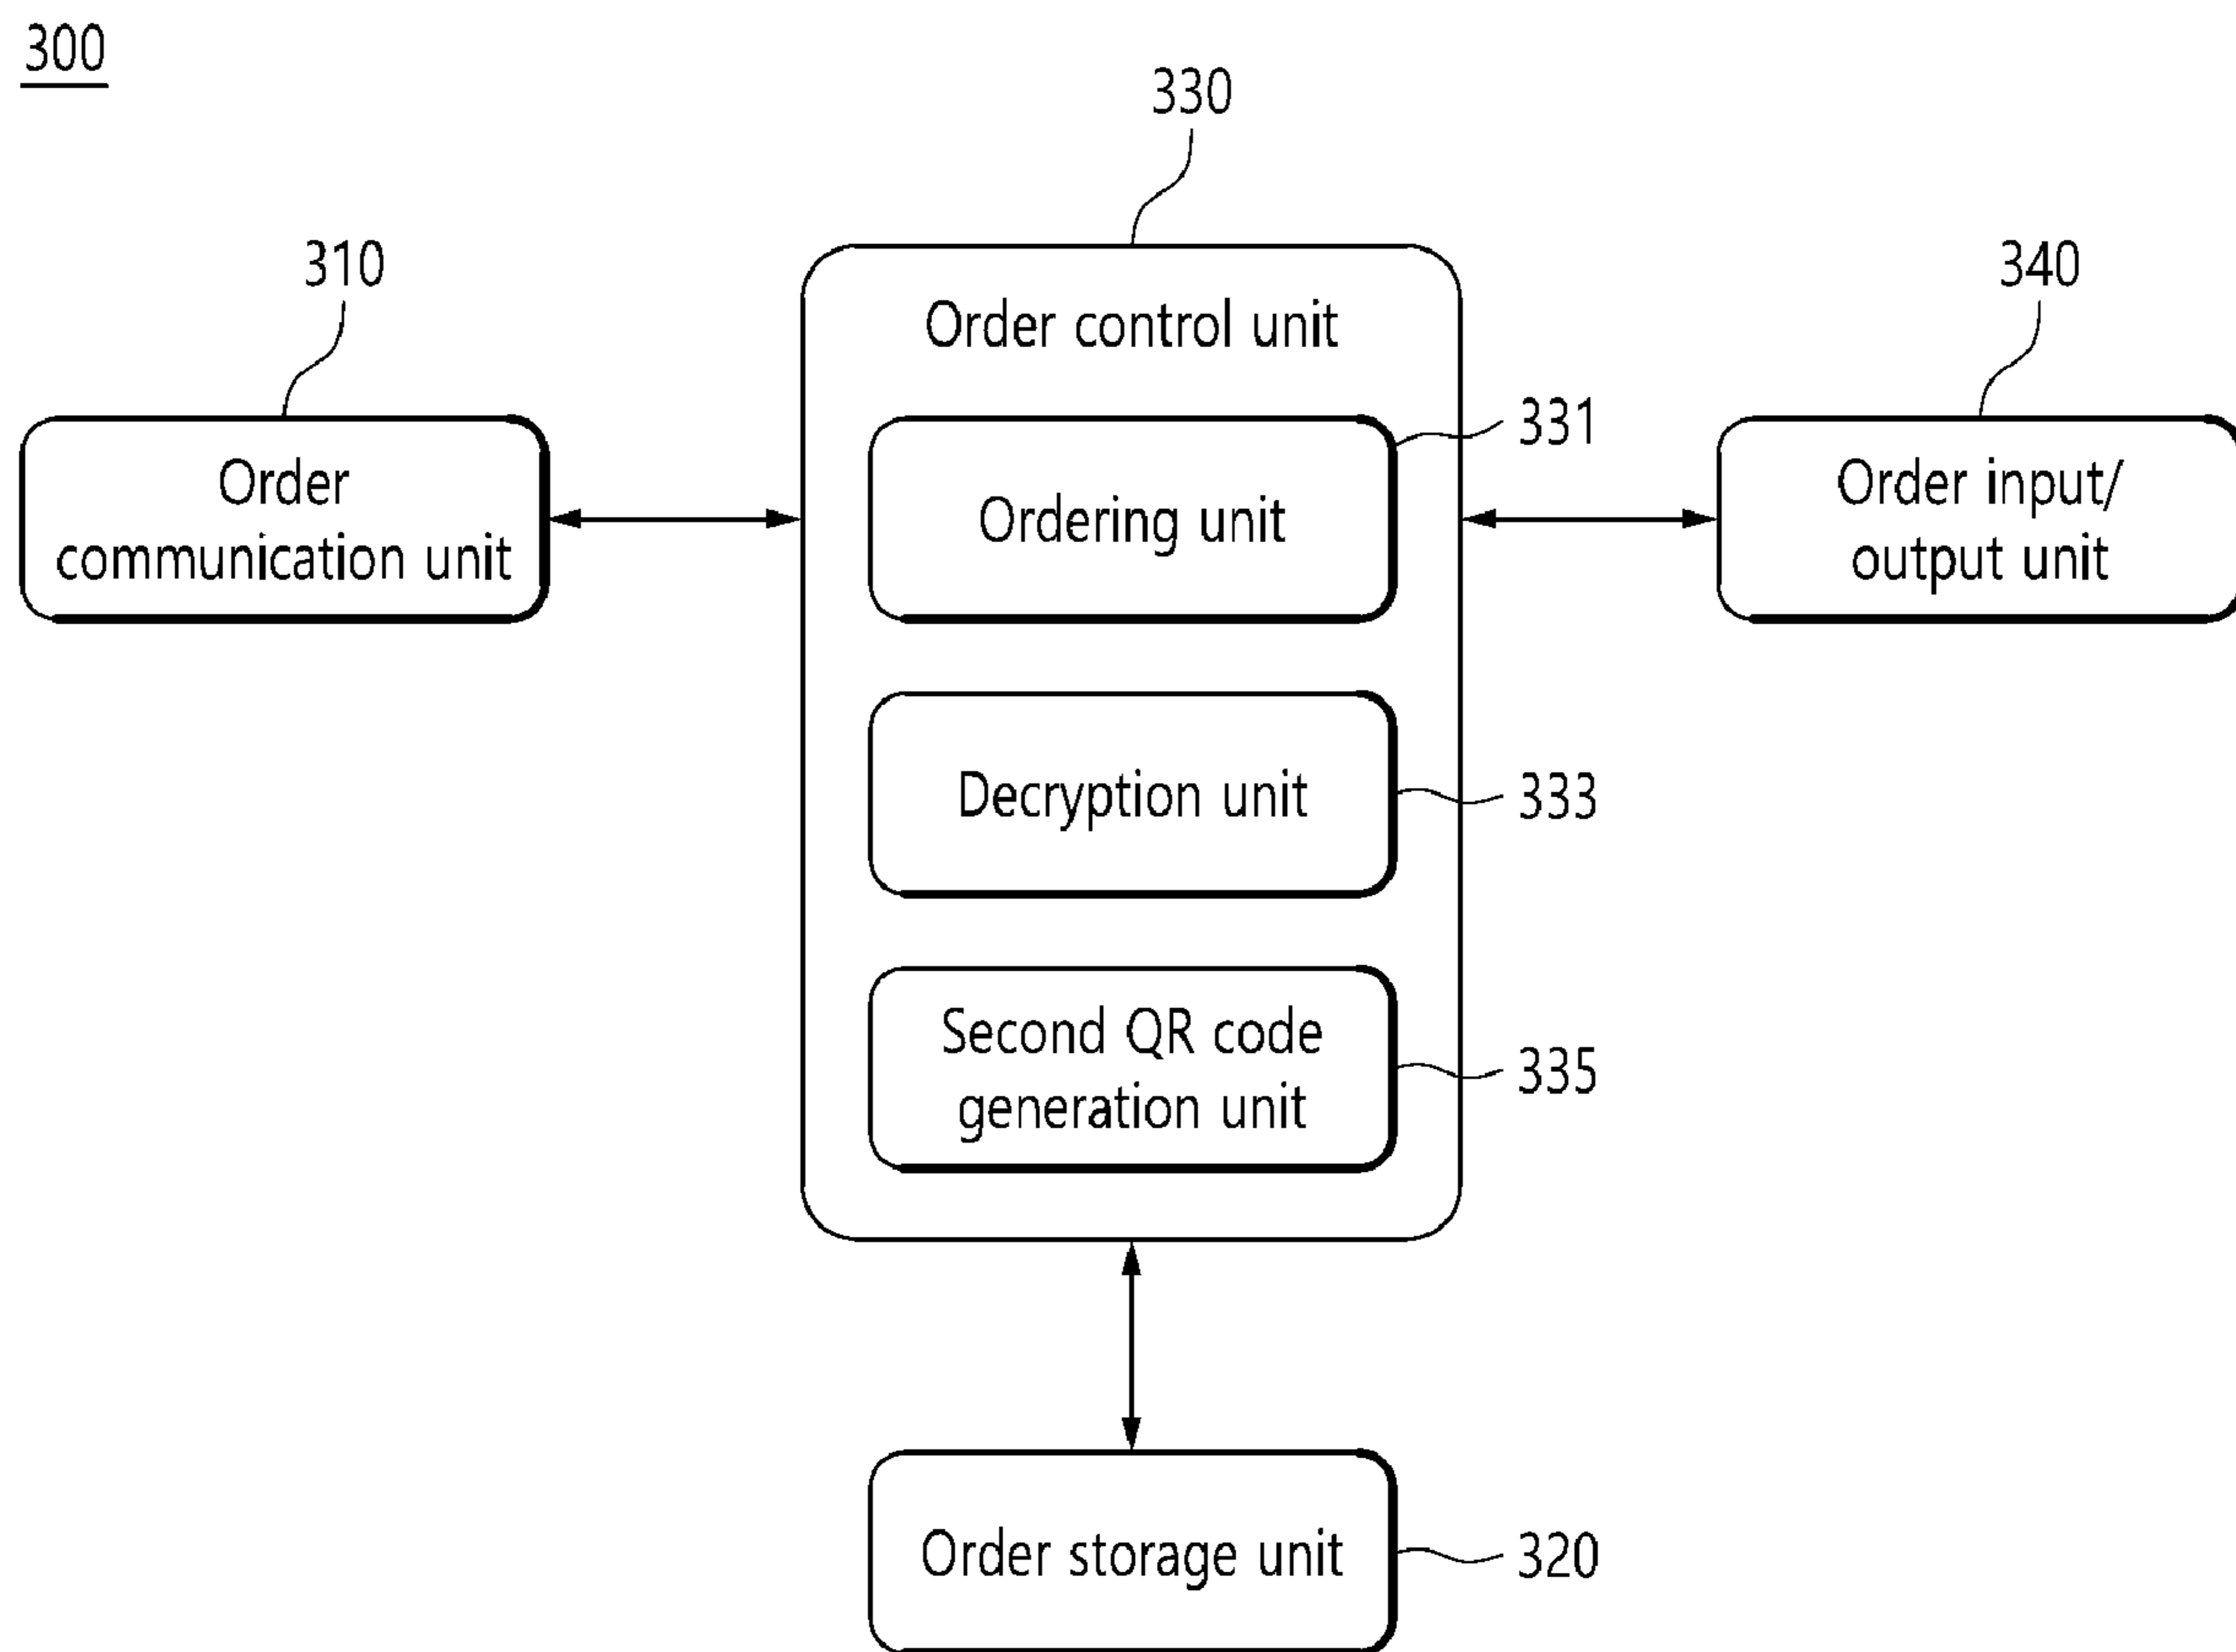 300
330
310
340
Order control unit
331
Order
communication unit
Ordering unit
Order input/
output unit
Decryption unit
333
Second QR code
generation unit
335
Order storage unit
320